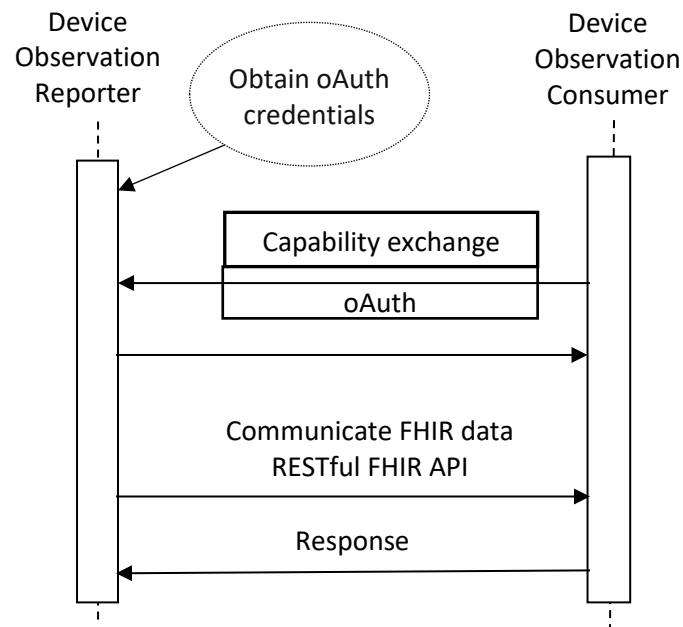 Device
Observation
Reporter
Obtain oAuth
credentials
Device
Observation
Consumer
Capability exchange
oAuth
Communicate FHIR data
RESTful FHIR API
Response